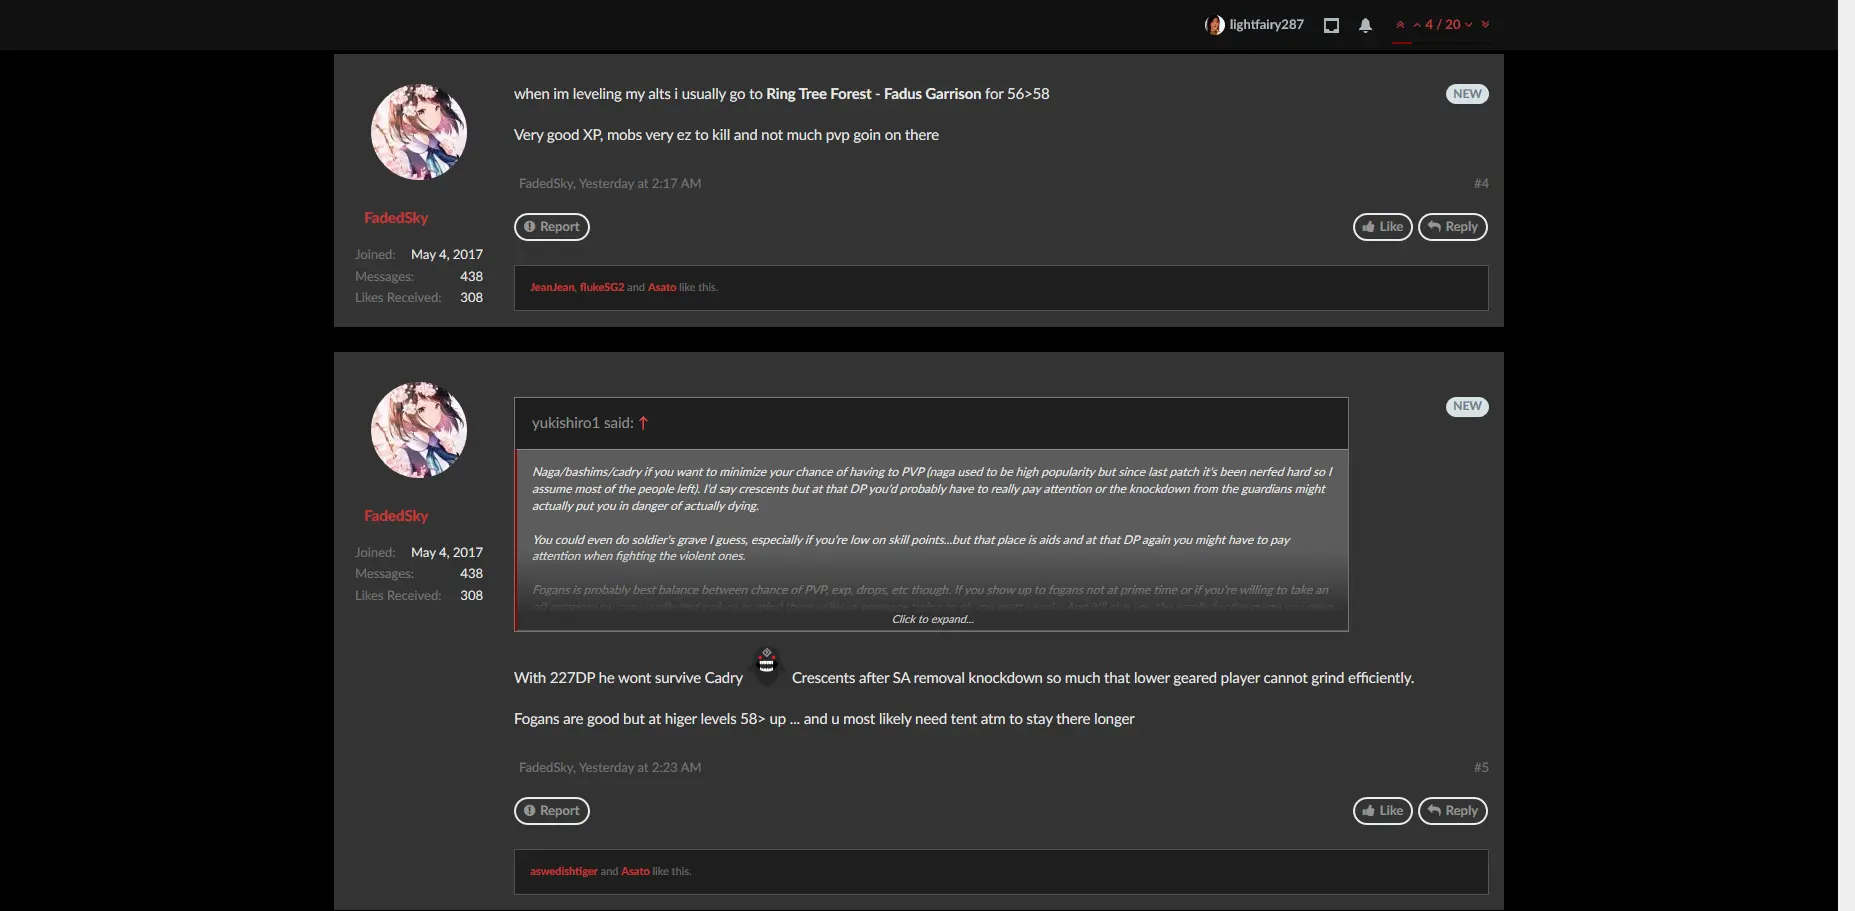 lightfairy287
4 / 20
when im leveling my alts i usually go to Ring Tree Forest - Fadus Garrison for 56>58
NEW
Very good XP, mobs very ez to kill and not much pvp goin on there
FadedSky, Yesterday at 2:17 AM
#4
FadedSky
Report
Like
Reply
Joined: May 4, 2017
Messages: 438
Likes Received: 308
JeanJean, flukeSG2 and Asato like this.
NEW
yukishiro1 said: ↑
Naga/bashims/cadry if you want to minimize your chance of having to PVP (naga used to be high popularity but since last patch it's been nerfed hard so I
assume most of the people left). I'd say crescents but at that DP you'd probably have to really pay attention or the knockdown from the guardians might
actually put you in danger of actually dying.
You could even do soldier's grave I guess, especially if you're low on skill points...but that place is aids and at that DP again you might have to pay
attention when fighting the violent ones.
Fogans is probably best balance between chance of PVP, exp, drops, etc though. If you show up to fogans not at prime time or if you're willing to take an
Click to expand...
FadedSky
Joined: May 4, 2017
Messages: 438
Likes Received: 308
With 227DP he wont survive Cadry Crescents after SA removal knockdown so much that lower geared player cannot grind efficiently.
Fogans are good but at higer levels 58> up ... and u most likely need tent atm to stay there longer
FadedSky, Yesterday at 2:23 AM
#5
Report
Like
Reply
aswedishtiger and Asato like this.